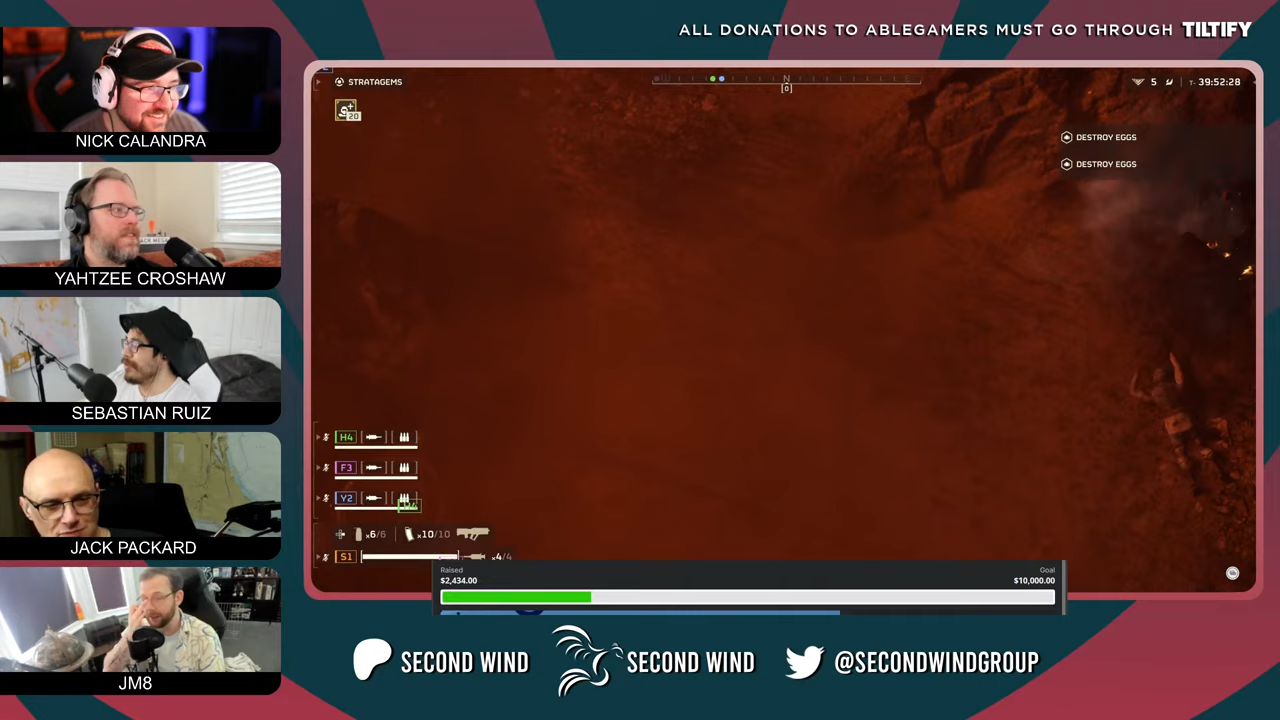 ALL DONATIONS TO ABLEGAMERS MUST GO THROUGH TILTIFY
NICK CALANDRA
YAHTZEE CROSHAW
SEBASTIAN RUIZ
JACK PACKARD
JM8
STRATAGEMS
20
N
[0]
5
T- 39:52:28
DESTROY EGGS
DESTROY EGGS
H4
F3
Y2
x6/6
x10/10
S1
x4/4
Raised
Goal
$2,434.00
$10,000.00
SECOND WIND
SECOND WIND
@SECONDWINDGROUP